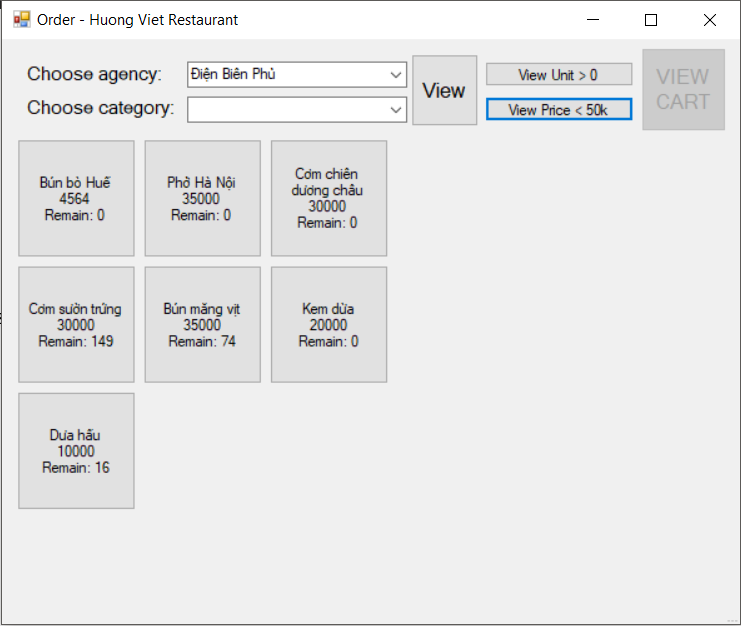 Order - Huong Viet Restaurant
Choose agency:
Điện Biên Phủ
View
View Unit > 0
VIEW
CART
Choose category:
View Price < 50k
Bún bò Huế
4564
Remain: 0
Phở Hà Nội
35000
Remain: 0
Cơm chiên
dương châu
30000
Remain: 0
Cơm sườn trứng
30000
Remain: 149
Bún măng vịt
35000
Remain: 74
Kem dừa
20000
Remain: 0
Dưa hấu
10000
Remain: 16